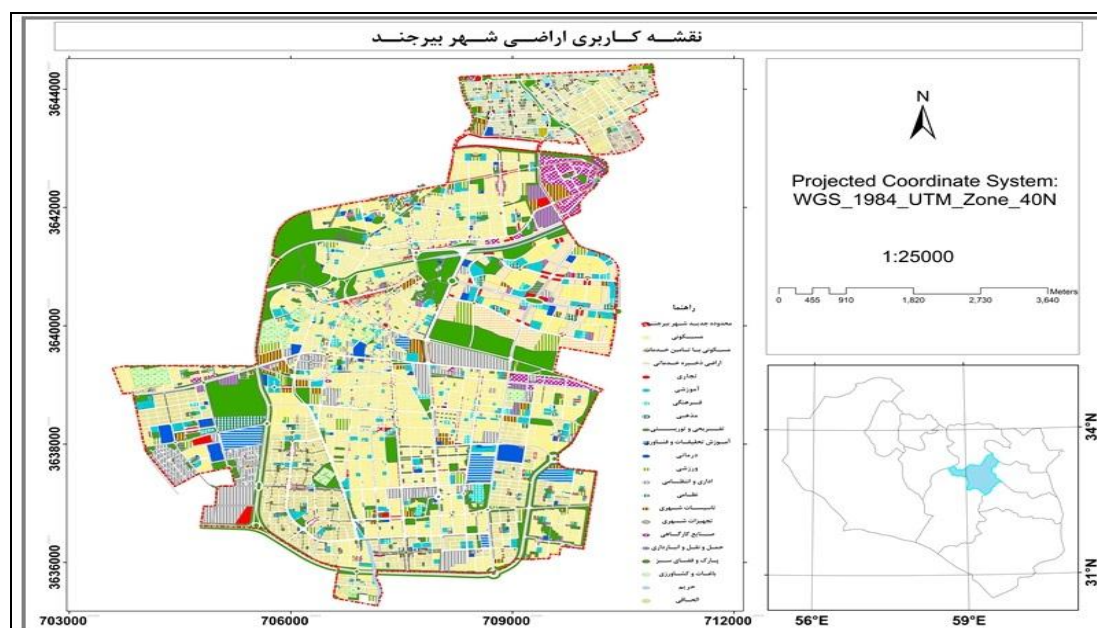 نقشه کاربری اراضی شهر بیرجند
3644000
3642000
3640000
3638000
3636000
703000
706000
709000
712000
راهنما
محدوده جدید شهر بیرجند
مسکونی
مسکونی با تامین خدمات
اراضی ذخیره خدماتی
تجاری
آموزشی
فرهنگی
مذهبی
تفریحی و توریستی
آموزش تحقیقات و فناوری
درمانی
ورزشی
اداری و انتظامی
نظامی
تاسیسات شهری
تجهیزات شهری
صنایع کارگاهی
حمل و نقل و انبارداری
پارک و فضای سبز
باغات و کشاورزی
حریم
الحاقی
N
Projected Coordinate System:
WGS_1984_UTM_Zone_40N
1:25000
Meters
0 455 910 1,820 2,730 3,640
34°N
31°N
56°E 59°E